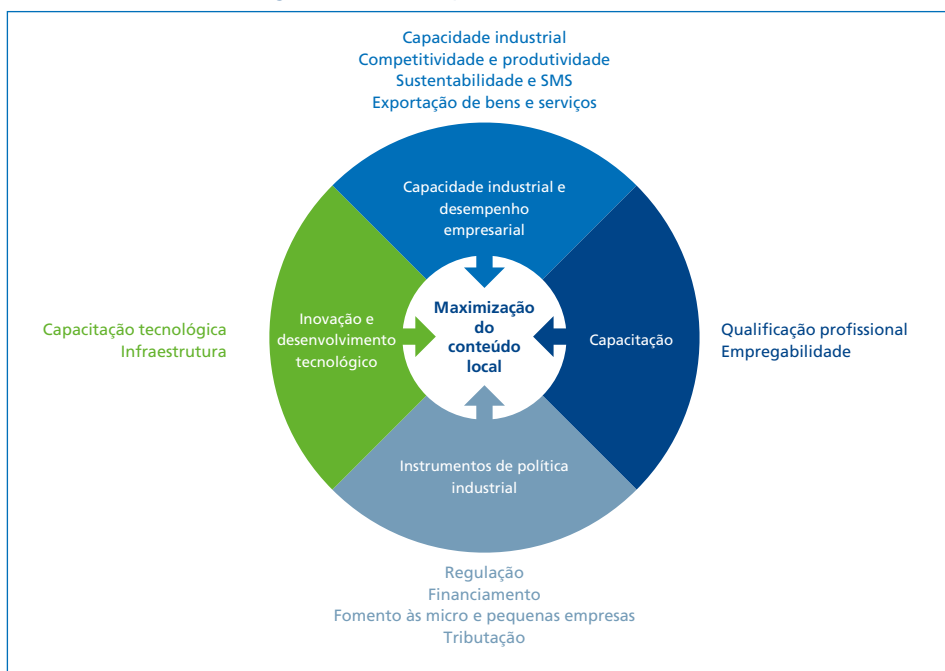 Capacidade industrial
Competitividade e produtividade
Sustentabilidade e SMS
Exportação de bens e serviços
Capacidade industrial e
desempenho
empresarial
Capacitação tecnológica
Infraestrutura
Inovação e
desenvolvimento
tecnológico
Maximização
do
conteúdo
local
Capacitação
Qualificação profissional
Empregabilidade
Instrumentos de política
industrial
Regulação
Financiamento
Fomento às micro e pequenas empresas
Tributação